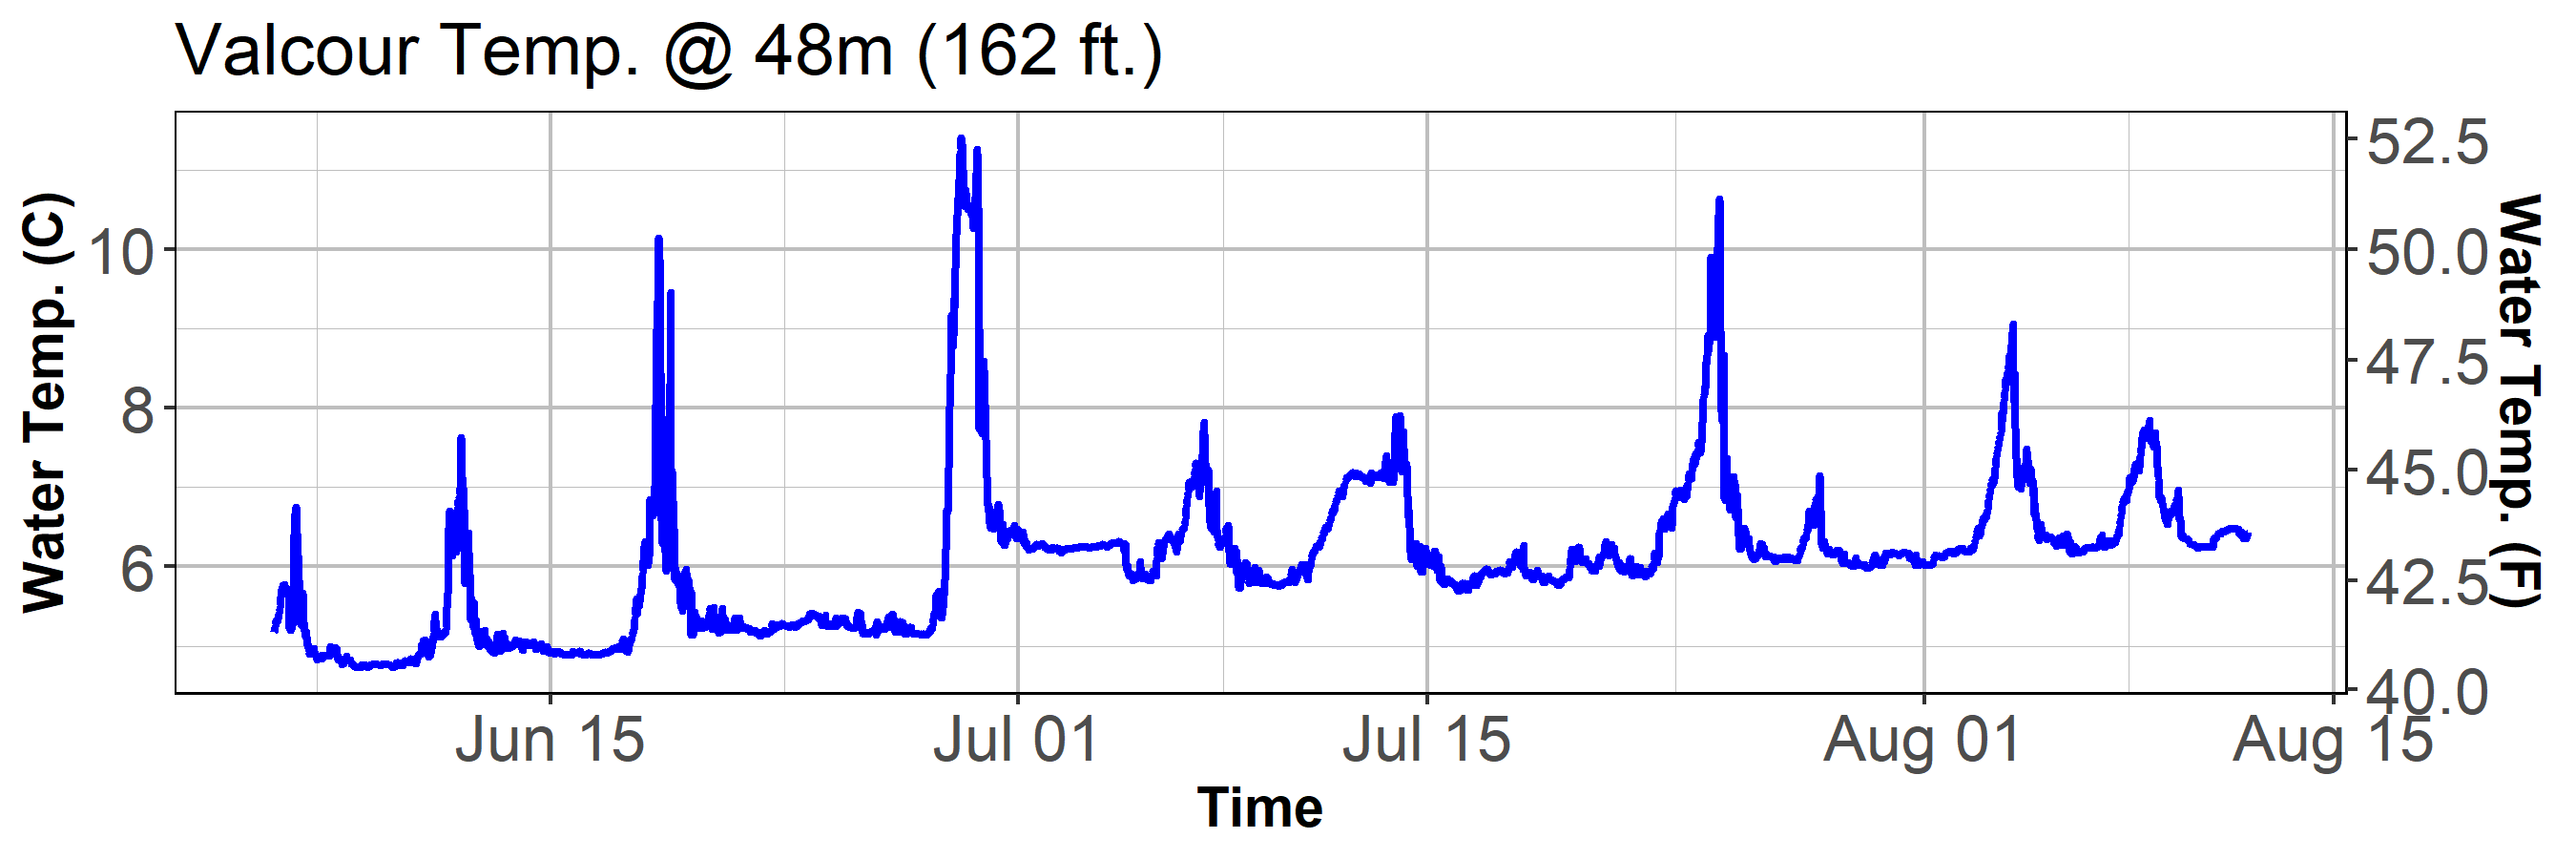 Valcour Temp. @ 48m (162 ft.)
Water Temp. (C)
10
8
6
52.5
50.0
47.5
45.0
42.5
40.0
Water Temp. (F)
Jun 15
Jul 01
Jul 15
Aug 01
Aug 15
Time